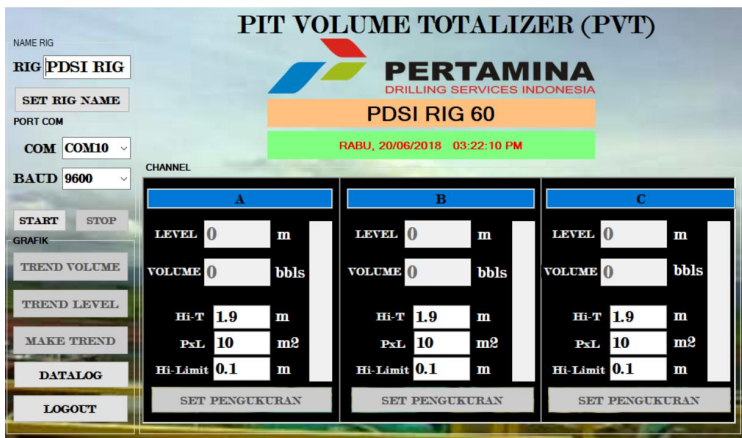 PIT VOLUME TOTALIZER (PVT)
NAME RIG
RIG PDSI RIG
SET RIG NAME
PORT COM
COM COM10
BAUD 9600
START STOP
GRAFIK
TREND VOLUME
TREND LEVEL
MAKE TREND
DATALOG
LOGOUT
PERTAMINA
DRILLING SERVICES INDONESIA
PDSI RIG 60
RABU, 20/06/2018 03:22:10 PM
CHANNEL
A
LEVEL 0 m
VOLUME 0 bbls
Hi-T 1.9 m
PxL 10 m2
Hi-Limit 0.1 m
SET PENGUKURAN
B
LEVEL 0 m
VOLUME 0 bbls
Hi-T 1.9 m
PxL 10 m2
Hi-Limit 0.1 m
SET PENGUKURAN
C
LEVEL 0 m
VOLUME 0 bbls
Hi-T 1.9 m
PxL 10 m2
Hi-Limit 0.1 m
SET PENGUKURAN